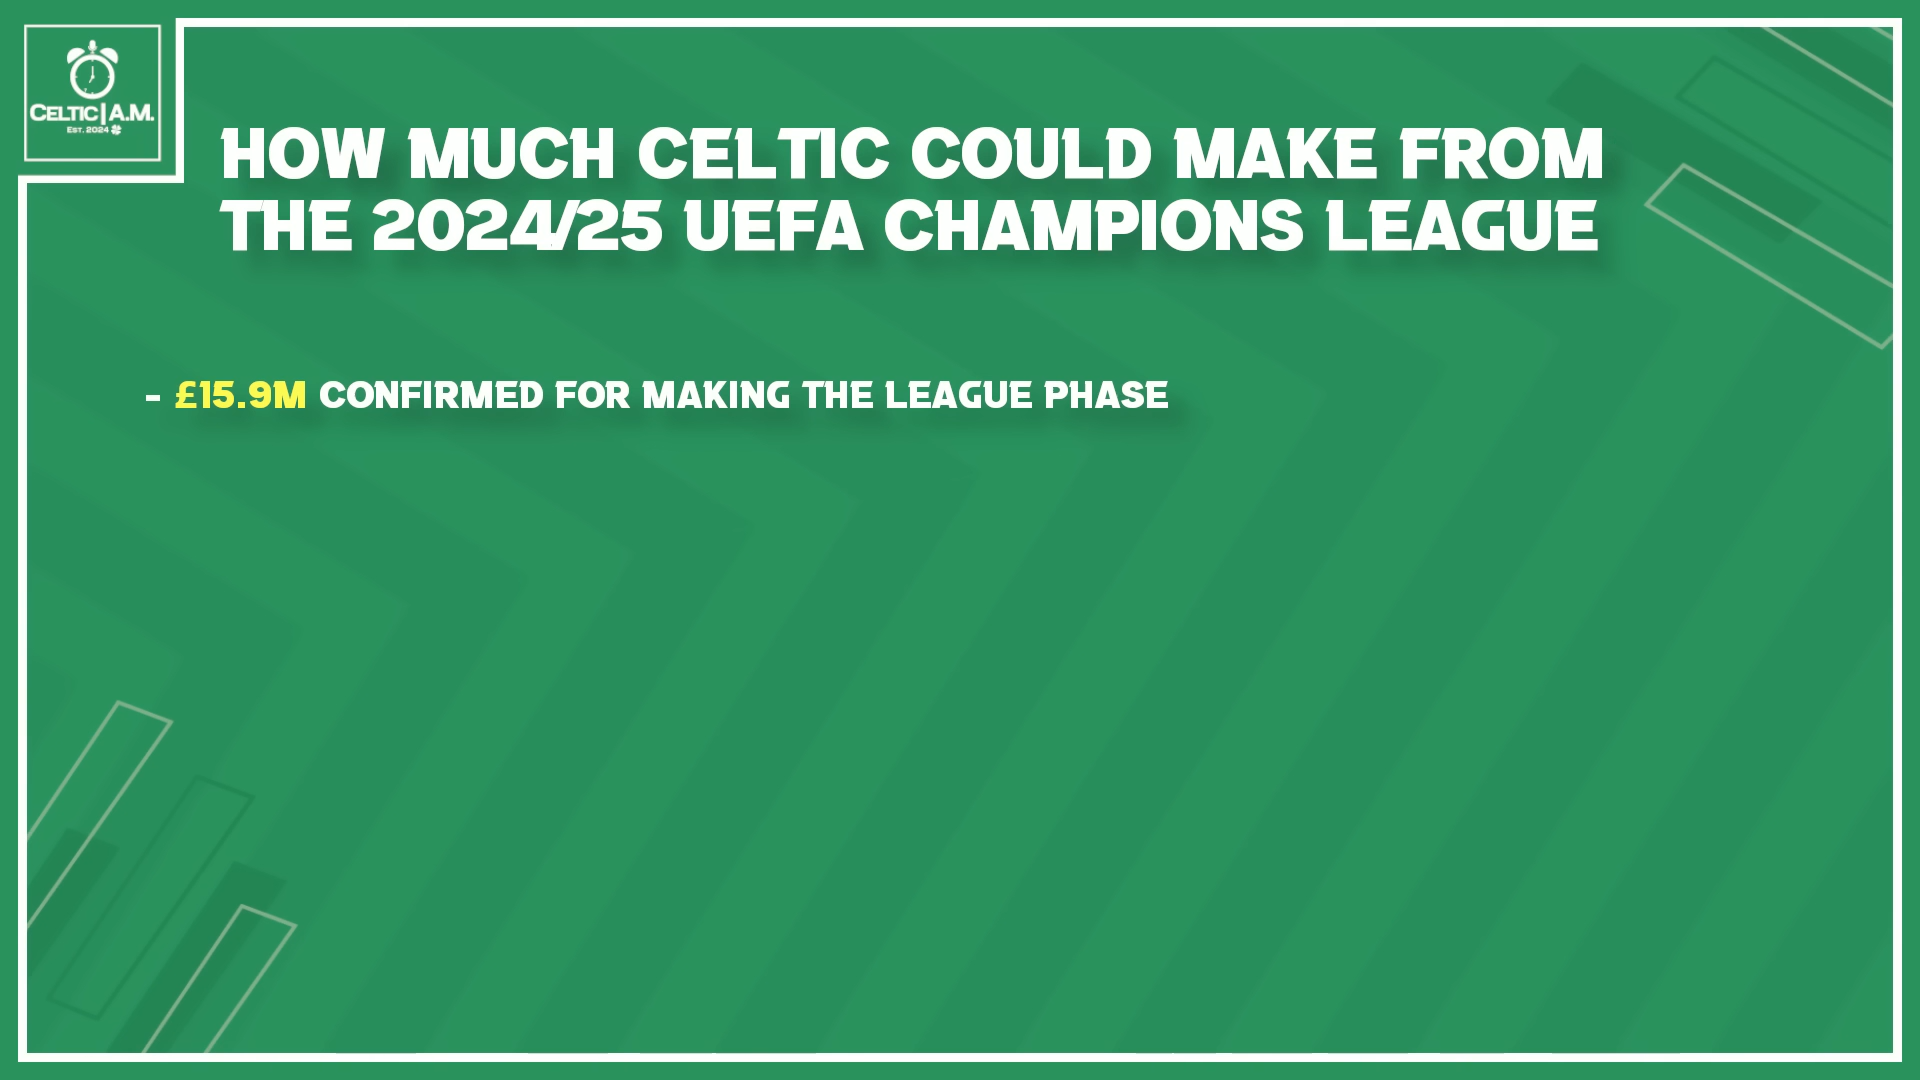 CELTIC|A.M.
EST. 2024
HOW MUCH CELTIC COULD MAKE FROM
THE 2024/25 UEFA CHAMPIONS LEAGUE
- £15.9M CONFIRMED FOR MAKING THE LEAGUE PHASE